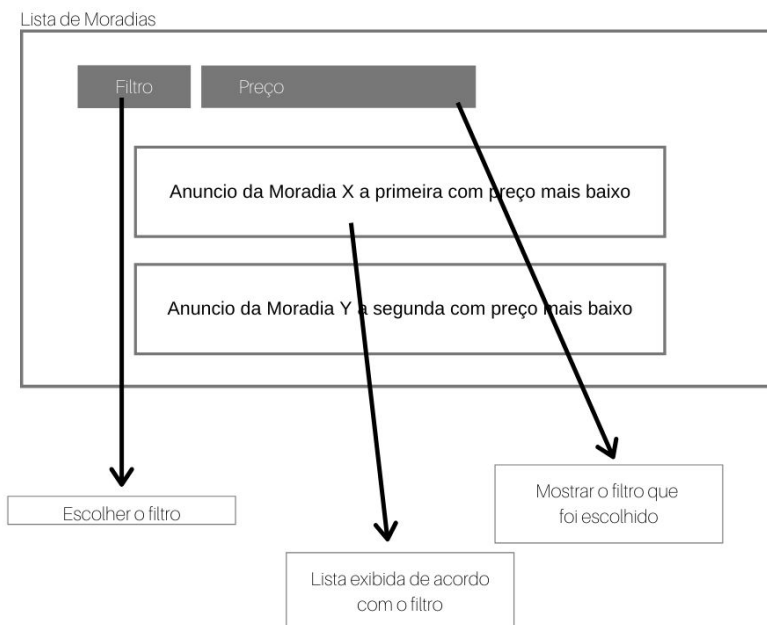 Lista de Moradias
Filtro
Preço
Anuncio da Moradia X a primeira com preço mais baixo
Anuncio da Moradia Y a segunda com preço mais baixo
Escolher o filtro
Mostrar o filtro que
foi escolhido
Lista exibida de acordo
com o filtro